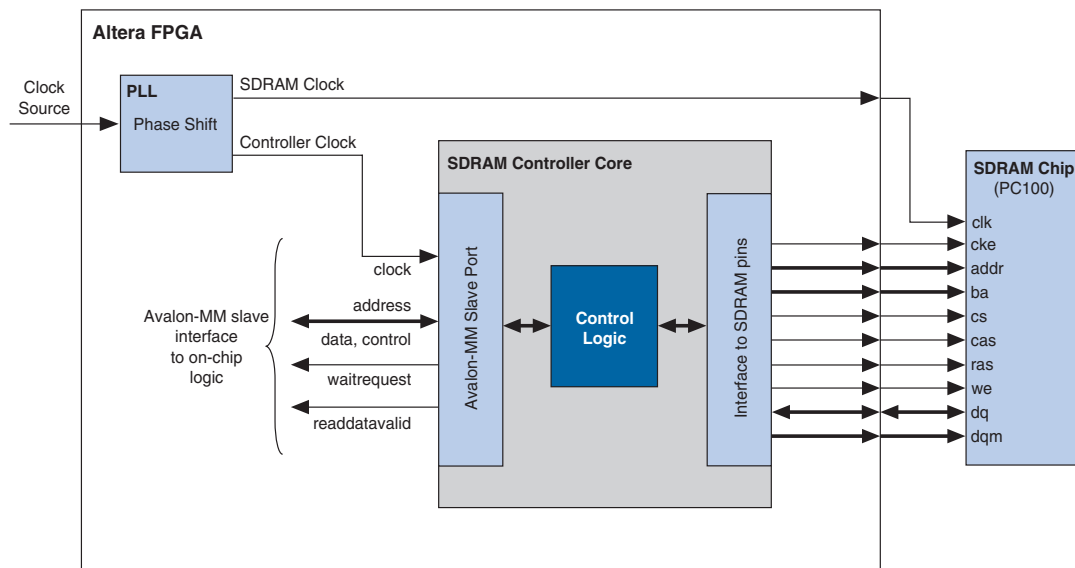 Altera FPGA
Clock
Source
PLL
Phase Shift
SDRAM Clock
Controller Clock
SDRAM Controller Core
SDRAM Chip
(PC100)
Avalon-MM slave
interface
to on-chip
logic
clock
address
data, control
waitrequest
readdatavalid
Avalon-MM Slave Port
Control
Logic
Interface to SDRAM pins
clk
cke
addr
ba
cs
cas
ras
we
dq
dqm